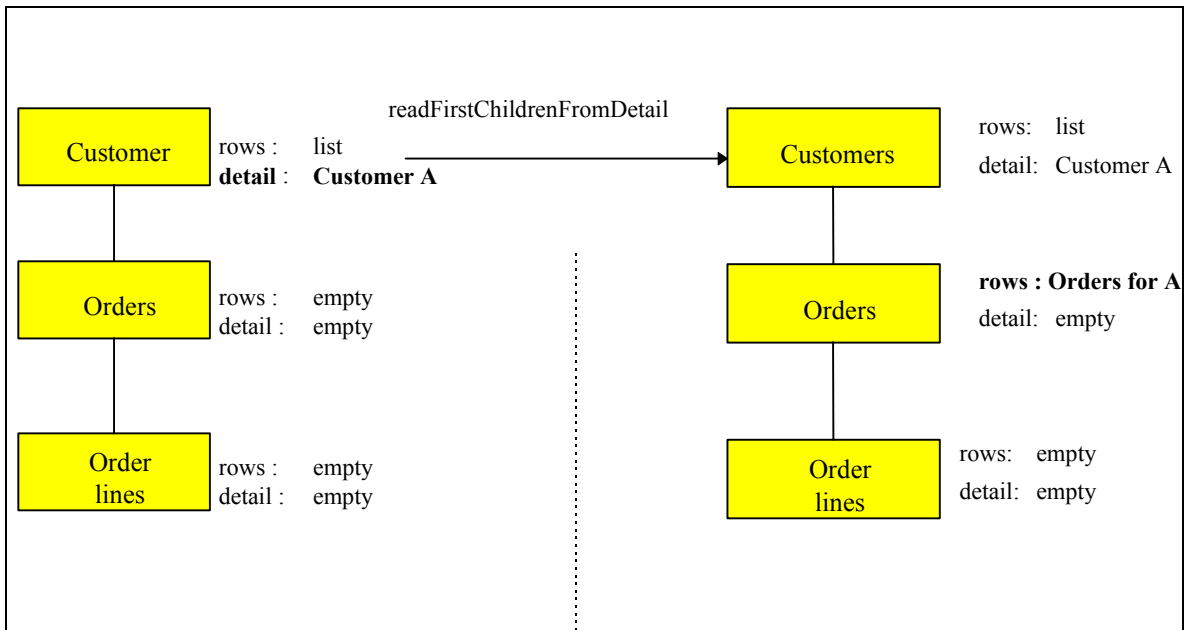 readFirstChildrenFromDetail
Customer
rows : list
detail : Customer A
Customers
rows: list
detail: Customer A
Orders
rows : empty
detail : empty
Orders
rows : Orders for A
detail: empty
Order
lines
rows : empty
detail : empty
Order
lines
rows: empty
detail: empty